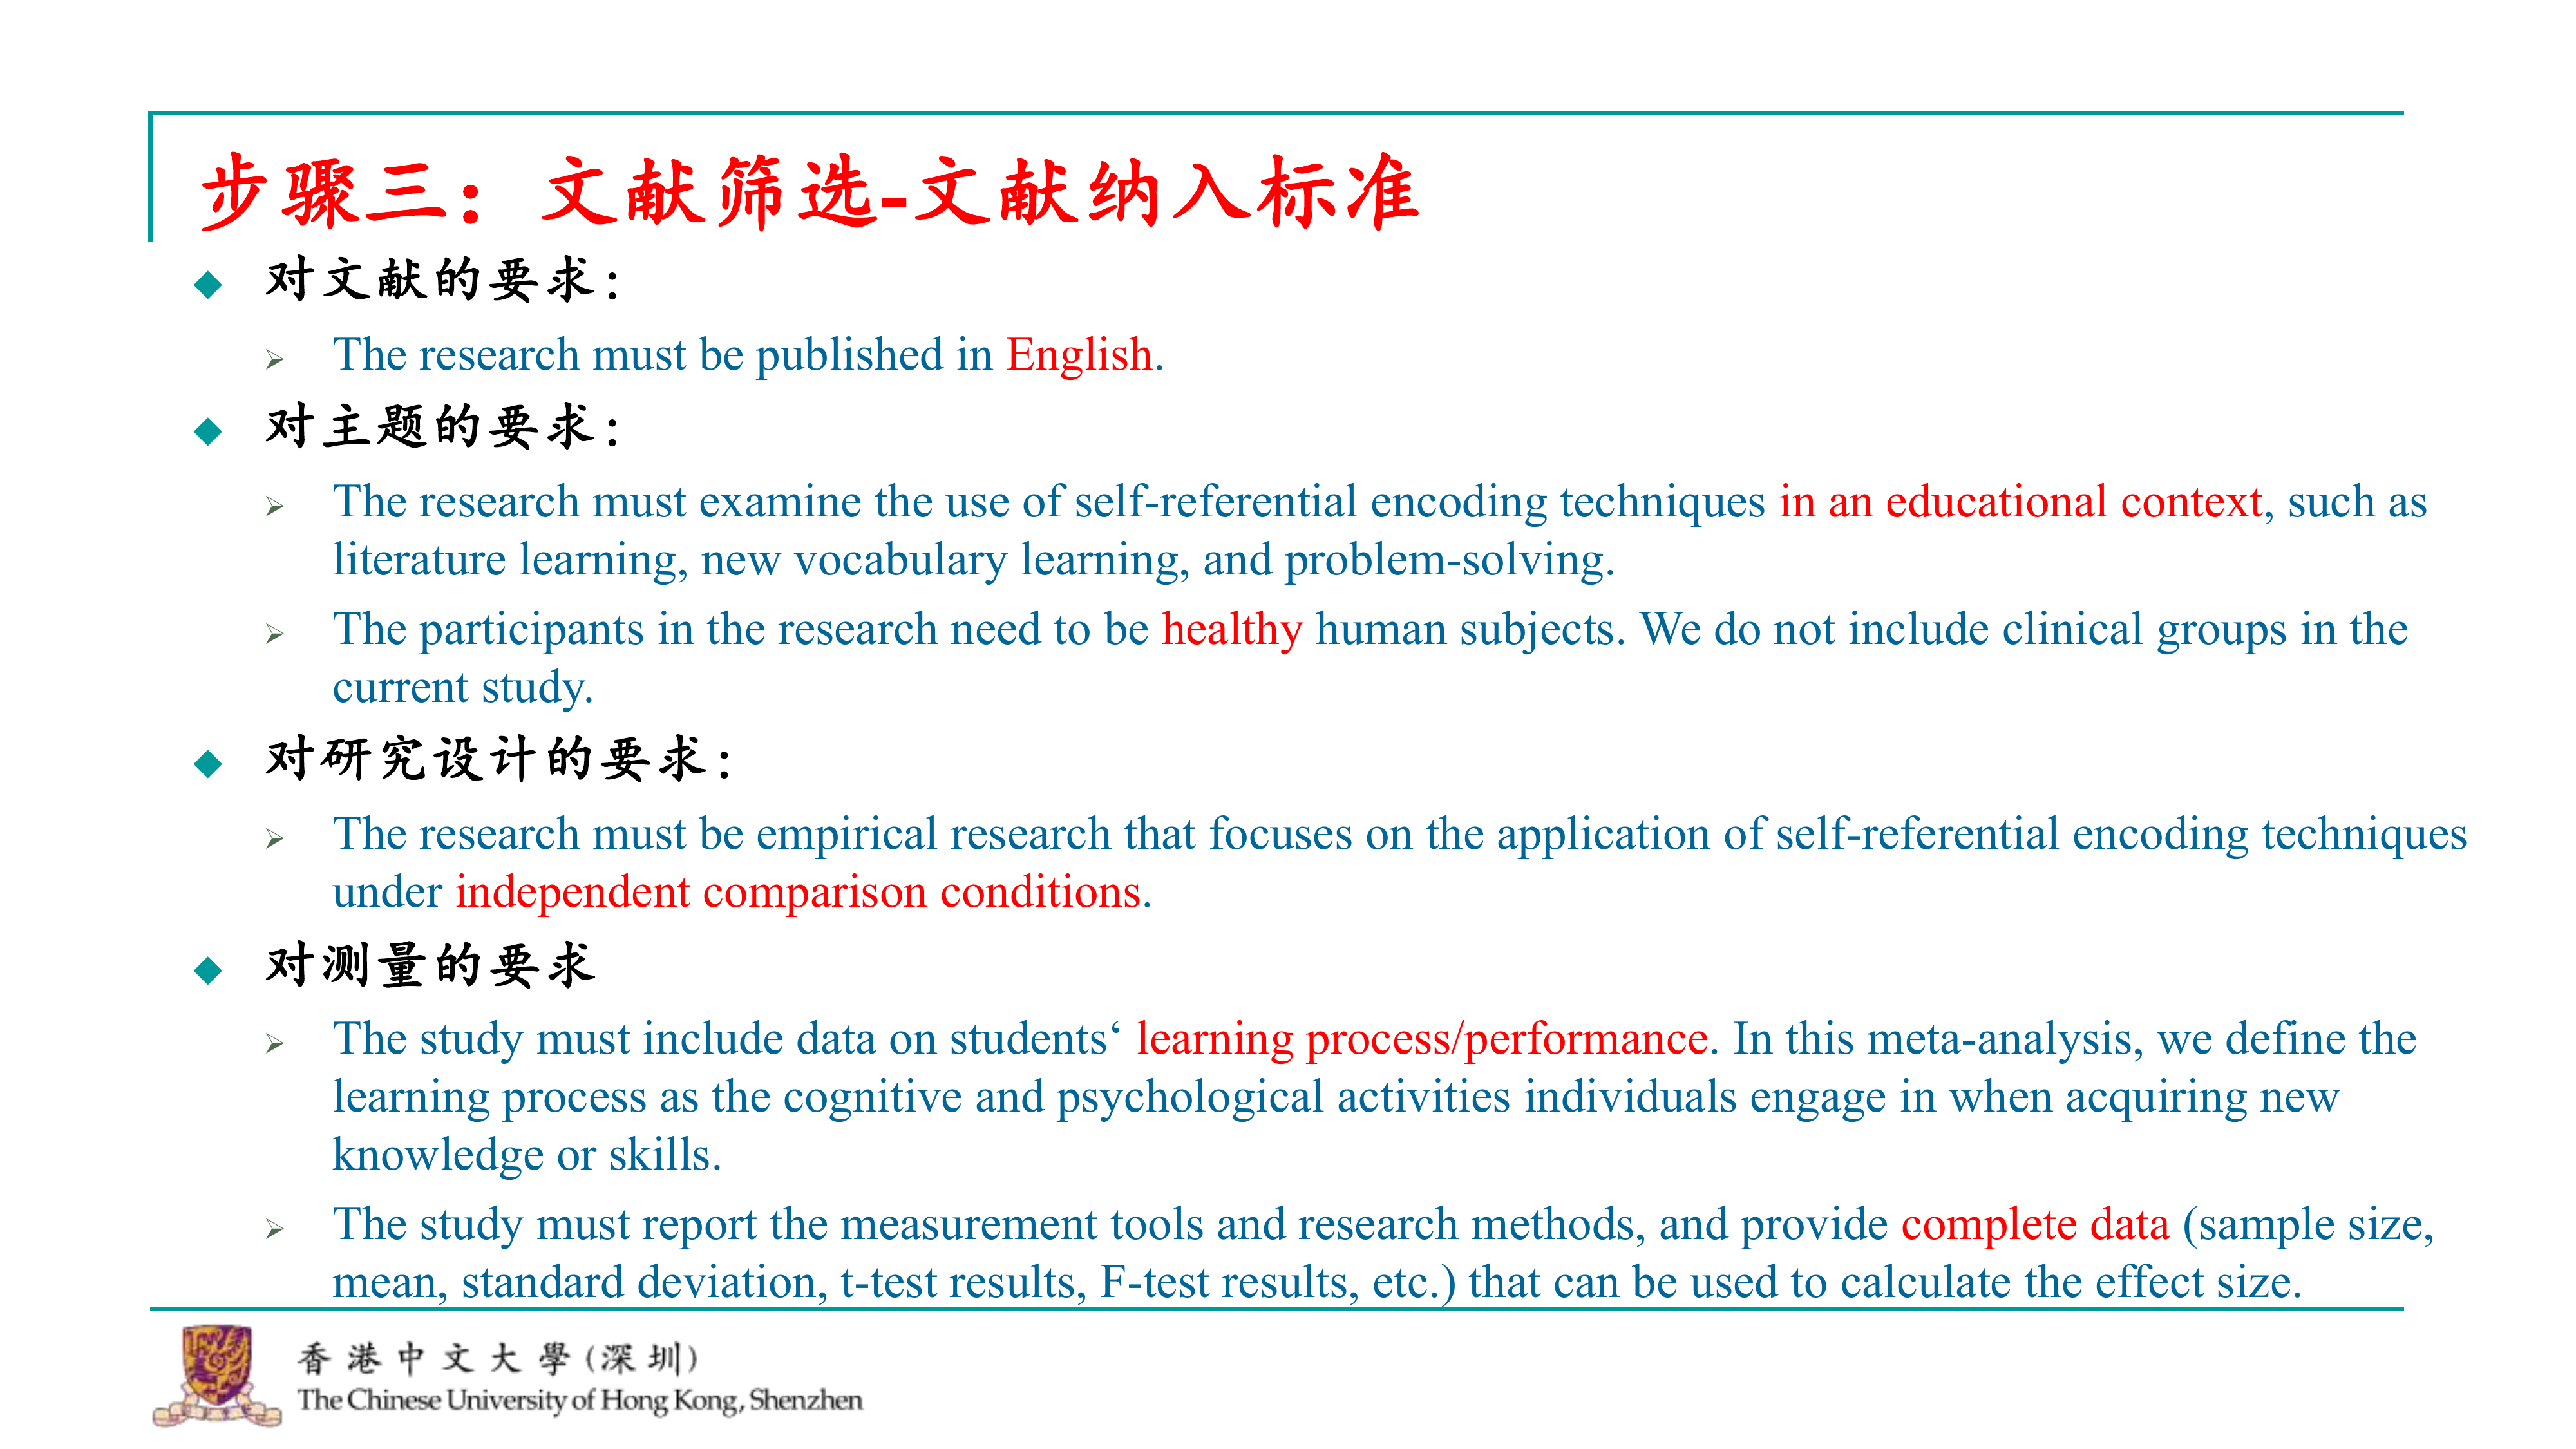 步骤三：文献筛选-文献纳入标准
对文献的要求：
The research must be published in English.
对主题的要求：
The research must examine the use of self-referential encoding techniques in an educational context, such as
literature learning, new vocabulary learning, and problem-solving.
The participants in the research need to be healthy human subjects. We do not include clinical groups in the
current study.
对研究设计的要求：
The research must be empirical research that focuses on the application of self-referential encoding techniques
under independent comparison conditions.
对测量的要求
The study must include data on students‘ learning process/performance. In this meta-analysis, we define the
learning process as the cognitive and psychological activities individuals engage in when acquiring new
knowledge or skills.
The study must report the measurement tools and research methods, and provide complete data (sample size,
mean, standard deviation, t-test results, F-test results, etc.) that can be used to calculate the effect size.
香港中文大學(深圳)
The Chinese University of Hong Kong, Shenzhen